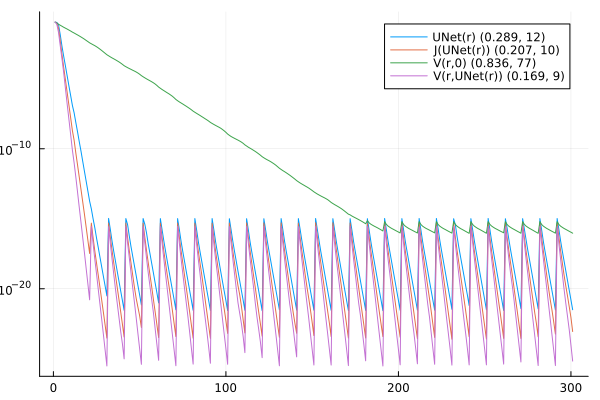 UNet(r) (0.289, 12)
J(UNet(r)) (0.207, 10)
V(r,0) (0.836, 77)
V(r,UNet(r)) (0.169, 9)
10⁻¹⁰
10⁻²⁰
0 100 200 300